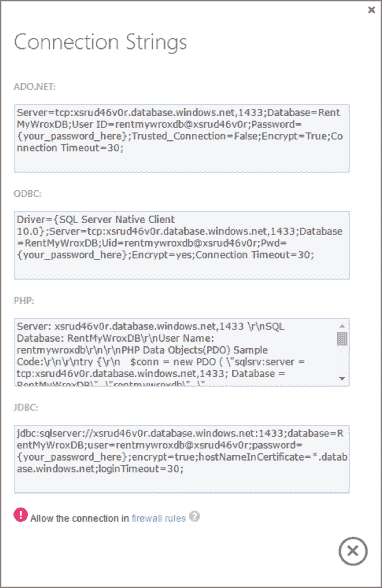 Connection Strings
ADO.NET:
Server=tcp:xsrud46v0r.database.windows.net,1433;Database=Rent
MyWroxDB;User ID=rentmywroxdb@xsrud46v0r;Password=
{your_password_here};Trusted_Connection=False;Encrypt=True;Co
nnection Timeout=30;
ODBC:
Driver={SQL Server Native Client
10.0};Server=tcp:xsrud46v0r.database.windows.net,1433;Database
=RentMyWroxDB;Uid=rentmywroxdb@xsrud46v0r;Pwd=
{your_password_here};Encrypt=yes;Connection Timeout=30;
PHP:
Server: xsrud46v0r.database.windows.net,1433 \r\nSQL
Database: RentMyWroxDB\r\nUser Name:
rentmywroxdb\r\n\r\nPHP Data Objects(PDO) Sample
Code:\r\n\r\ntry {\r\n   $conn = new PDO ( \"sqlsrv:server =
tcp:xsrud46v0r.database.windows.net,1433; Database =
RentMyWroxDB\", \"rentmywroxdb\", \"
JDBC:
jdbc:sqlserver://xsrud46v0r.database.windows.net:1433;database=R
entMyWroxDB;user=rentmywroxdb@xsrud46v0r;password=
{your_password_here};encrypt=true;hostNameInCertificate=*.datab
ase.windows.net;loginTimeout=30;
Allow the connection in firewall rules